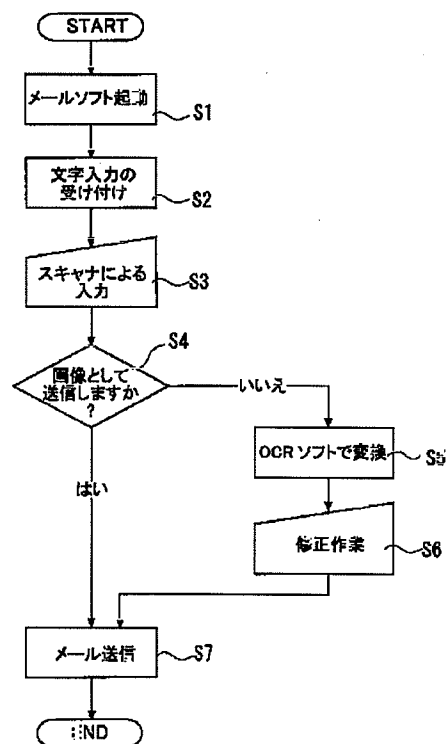 START
メールソフト起動
S1
文字入力の
受け付け
S2
スキャナによる
入力
S3
S4
画像として
送信しますか
?
いいえ
はい
OCRソフトで変換
S5
修正作業
S6
メール送信
S7
END